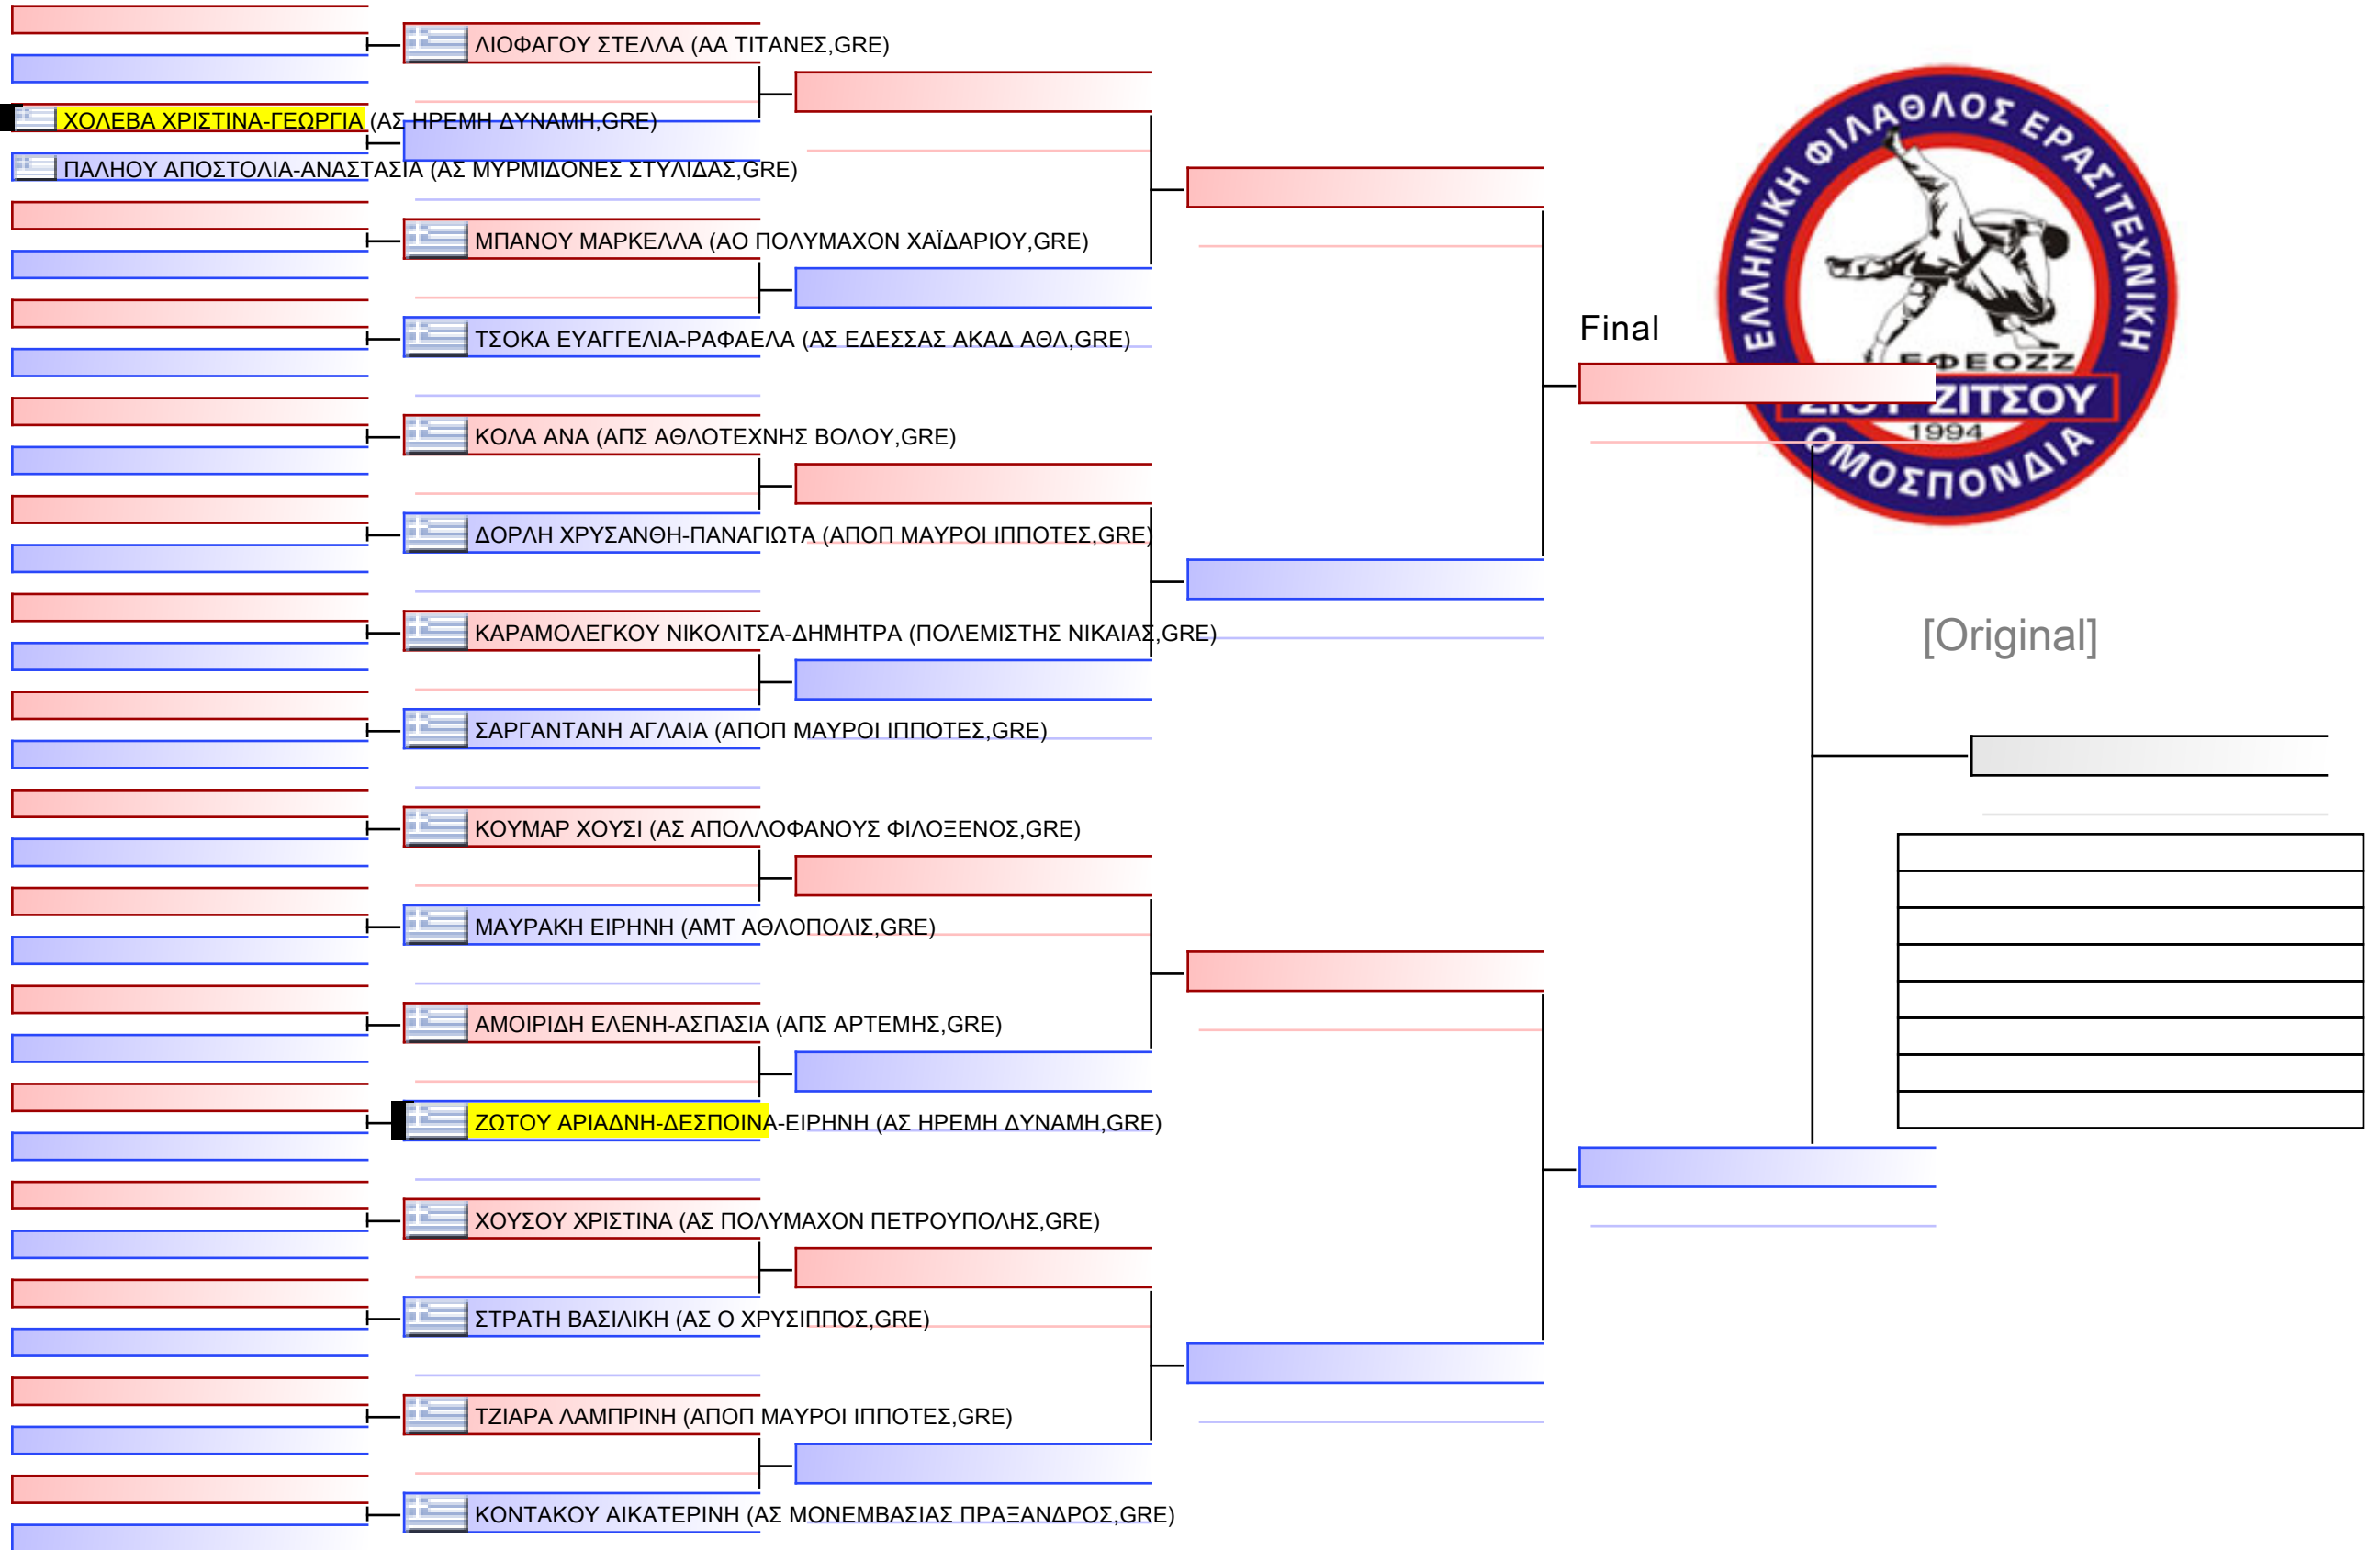 ΛΙΟΦΑΓΟΥ ΣΤΕΛΛΑ (ΑΑ ΤΙΤΑΝΕΣ,GRE)
ΧΟΛΕΒΑ ΧΡΙΣΤΙΝΑ-ΓΕΩΡΓΙΑ (ΑΣ ΗΡΕΜΗ ΔΥΝΑΜΗ,GRE)
ΠΑΛΗΟΥ ΑΠΟΣΤΟΛΙΑ-ΑΝΑΣΤΑΣΙΑ (ΑΣ ΜΥΡΜΙΔΟΝΕΣ ΣΤΥΛΙΔΑΣ,GRE)
ΜΠΑΝΟΥ ΜΑΡΚΕΛΛΑ (ΑΟ ΠΟΛΥΜΑΧΟΝ ΧΑΪΔΑΡΙΟΥ,GRE)
ΤΣΟΚΑ ΕΥΑΓΓΕΛΙΑ-ΡΑΦΑΕΛΑ (ΑΣ ΕΔΕΣΣΑΣ ΑΚΑΔ ΑΘΛ,GRE)
ΚΟΛΑ ΑΝΑ (ΑΠΣ ΑΘΛΟΤΕΧΝΗΣ ΒΟΛΟΥ,GRE)
ΔΟΡΛΗ ΧΡΥΣΑΝΘΗ-ΠΑΝΑΓΙΩΤΑ (ΑΠΟΠ ΜΑΥΡΟΙ ΙΠΠΟΤΕΣ,GRE)
ΚΑΡΑΜΟΛΕΓΚΟΥ ΝΙΚΟΛΙΤΣΑ-ΔΗΜΗΤΡΑ (ΠΟΛΕΜΙΣΤΗΣ ΝΙΚΑΙΑΣ,GRE)
ΣΑΡΓΑΝΤΑΝΗ ΑΓΛΑΙΑ (ΑΠΟΠ ΜΑΥΡΟΙ ΙΠΠΟΤΕΣ,GRE)
ΚΟΥΜΑΡ ΧΟΥΣΙ (ΑΣ ΑΠΟΛΛΟΦΑΝΟΥΣ ΦΙΛΟΞΕΝΟΣ,GRE)
ΜΑΥΡΑΚΗ ΕΙΡΗΝΗ (ΑΜΤ ΑΘΛΟΠΟΛΙΣ,GRE)
ΑΜΟΙΡΙΔΗ ΕΛΕΝΗ-ΑΣΠΑΣΙΑ (ΑΠΣ ΑΡΤΕΜΗΣ,GRE)
ΖΩΤΟΥ ΑΡΙΑΔΝΗ-ΔΕΣΠΟΙΝΑ-ΕΙΡΗΝΗ (ΑΣ ΗΡΕΜΗ ΔΥΝΑΜΗ,GRE)
ΧΟΥΣΟΥ ΧΡΙΣΤΙΝΑ (ΑΣ ΠΟΛΥΜΑΧΟΝ ΠΕΤΡΟΥΠΟΛΗΣ,GRE)
ΣΤΡΑΤΗ ΒΑΣΙΛΙΚΗ (ΑΣ Ο ΧΡΥΣΙΠΠΟΣ,GRE)
ΤΖΙΑΡΑ ΛΑΜΠΡΙΝΗ (ΑΠΟΠ ΜΑΥΡΟΙ ΙΠΠΟΤΕΣ,GRE)
ΚΟΝΤΑΚΟΥ ΑΙΚΑΤΕΡΙΝΗ (ΑΣ ΜΟΝΕΜΒΑΣΙΑΣ ΠΡΑΞΑΝΔΡΟΣ,GRE)
Final
ΕΛΛΗΝΙΚΗ ΦΙΛΑΘΛΟΣ ΕΡΑΣΙΤΕΧΝΙΚΗ
ΕΦΕΟΖΖ
ΖΙΤΣΟΥ
1994
ΟΜΟΣΠΟΝΔΙΑ
[Original]